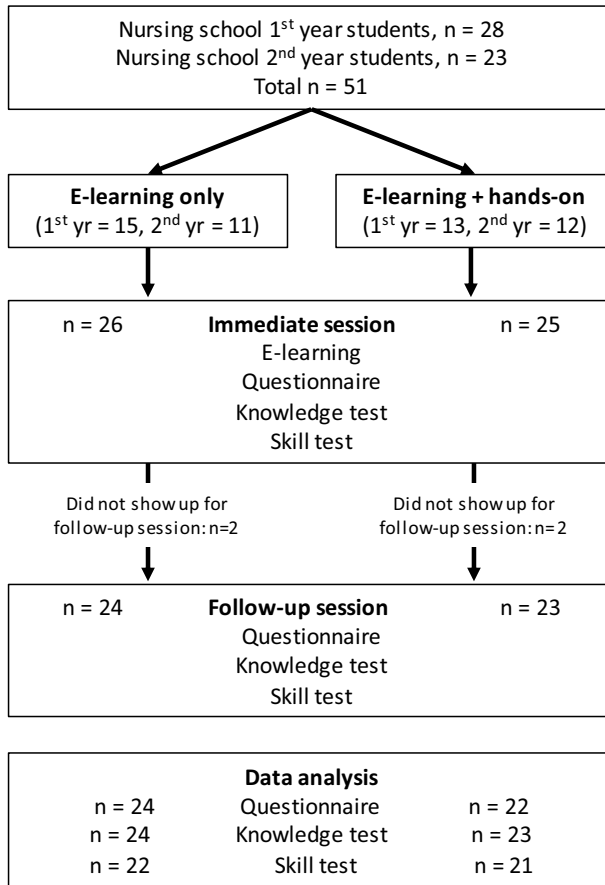 Nursing school 1st year students, n = 28
Nursing school 2nd year students, n = 23
Total n = 51
E-learning only
(1st yr = 15, 2nd yr = 11)
E-learning + hands-on
(1st yr = 13, 2nd yr = 12)
n = 26 Immediate session n = 25
E-learning
Questionnaire
Knowledge test
Skill test
Did not show up for
follow-up session: n=2
Did not show up for
follow-up session: n=2
n = 24 Follow-up session n = 23
Questionnaire
Knowledge test
Skill test
Data analysis
n = 24 Questionnaire n = 22
n = 24 Knowledge test n = 23
n = 22 Skill test n = 21